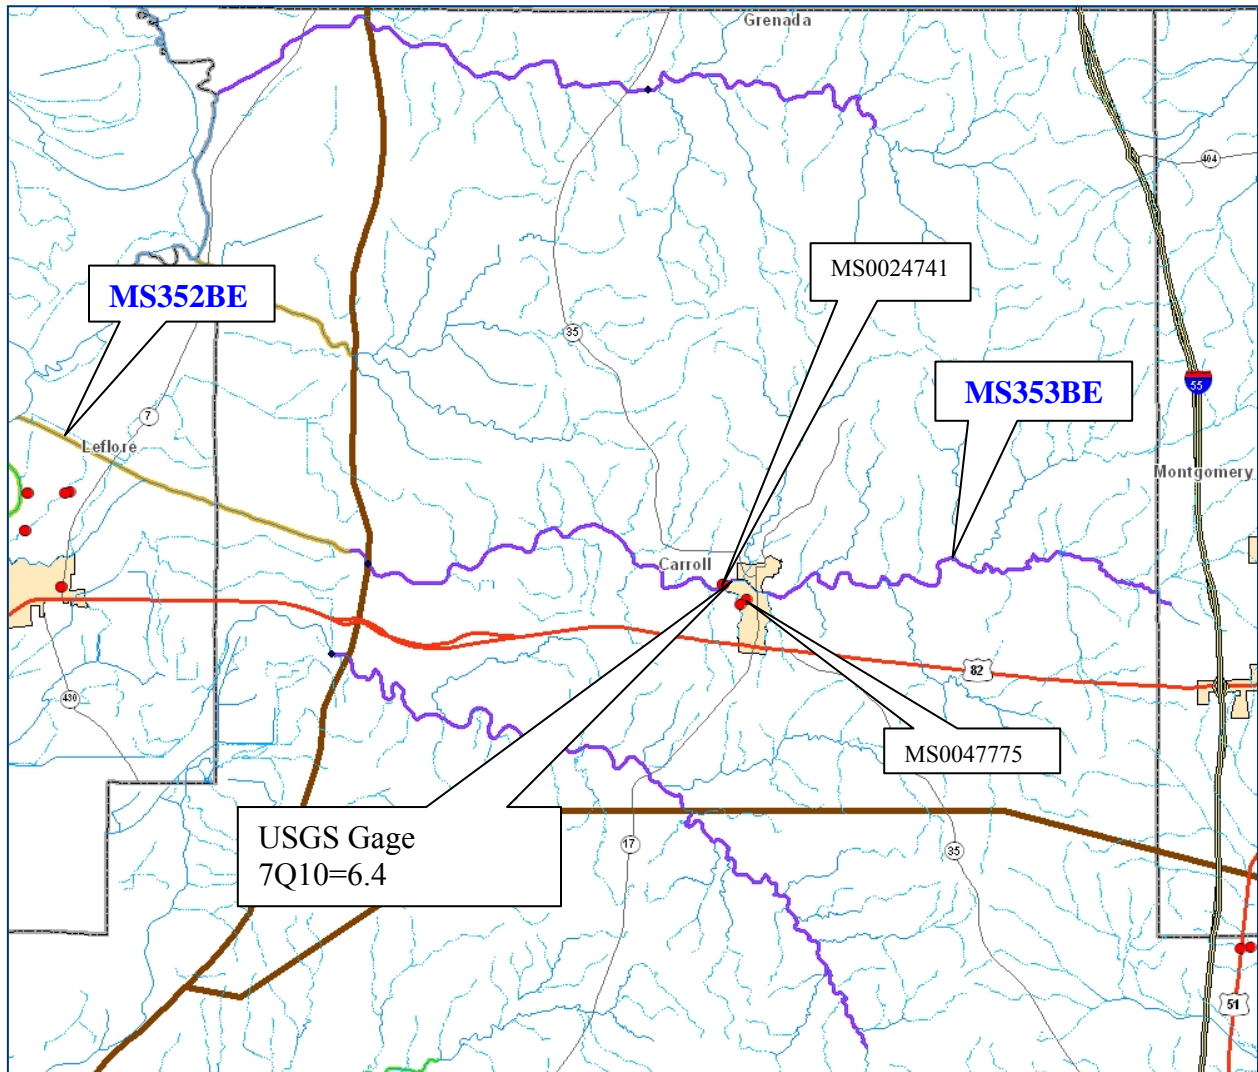 Grenada
404
MS0024741
MS352BE
35
55
MS353BE
7
Leflore
Montgomery
Carroll
82
430
MS0047775
USGS Gage
7Q10=6.4
17
35
51